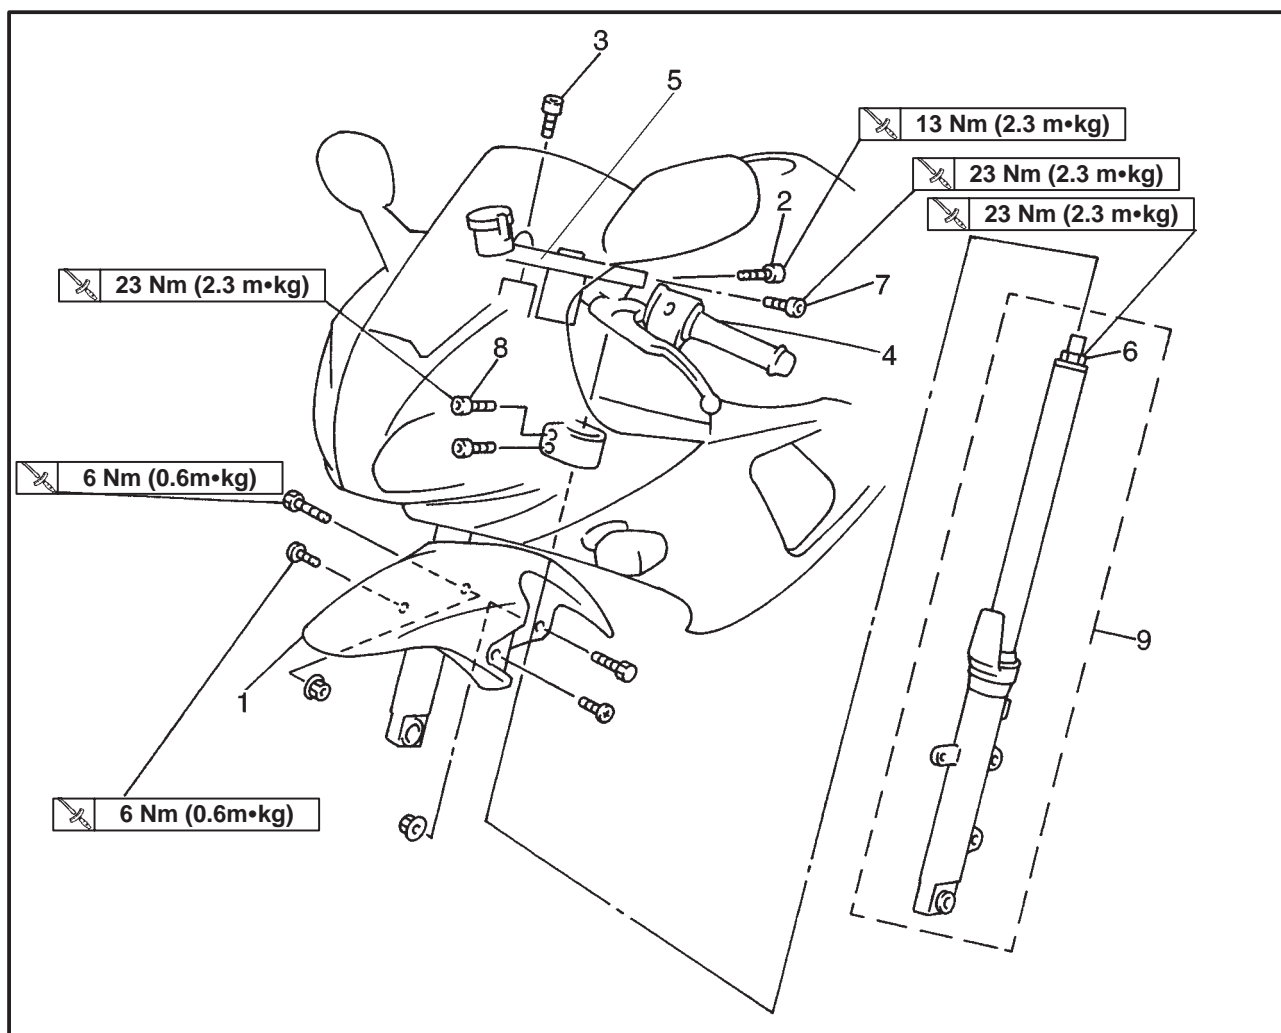 3
5
13 Nm (2.3 m•kg)
23 Nm (2.3 m•kg)
2
23 Nm (2.3 m•kg)
23 Nm (2.3 m•kg)
7
8
4
6
6 Nm (0.6m•kg)
9
1
6 Nm (0.6m•kg)